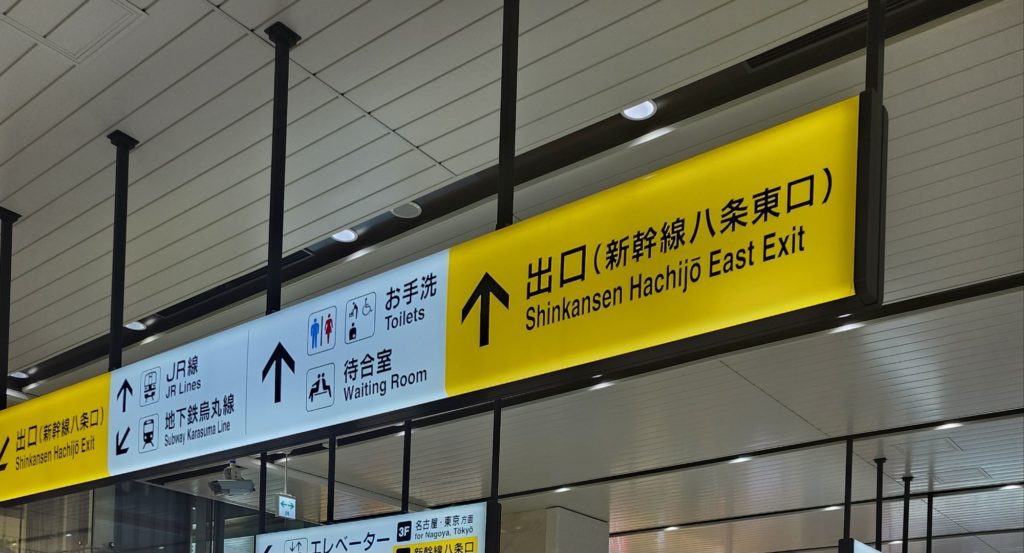 出口(新幹線八条口)
Shinkansen Hachijō Exit
JR線
JR Lines
地下鉄烏丸線
Subway Karasuma Line
お手洗
Toilets
待合室
Waiting Room
出口(新幹線八条東口)
Shinkansen Hachijō East Exit
エレベーター
3F 名古屋・東京方面
for Nagoya, Tōkyō
新幹線八条口